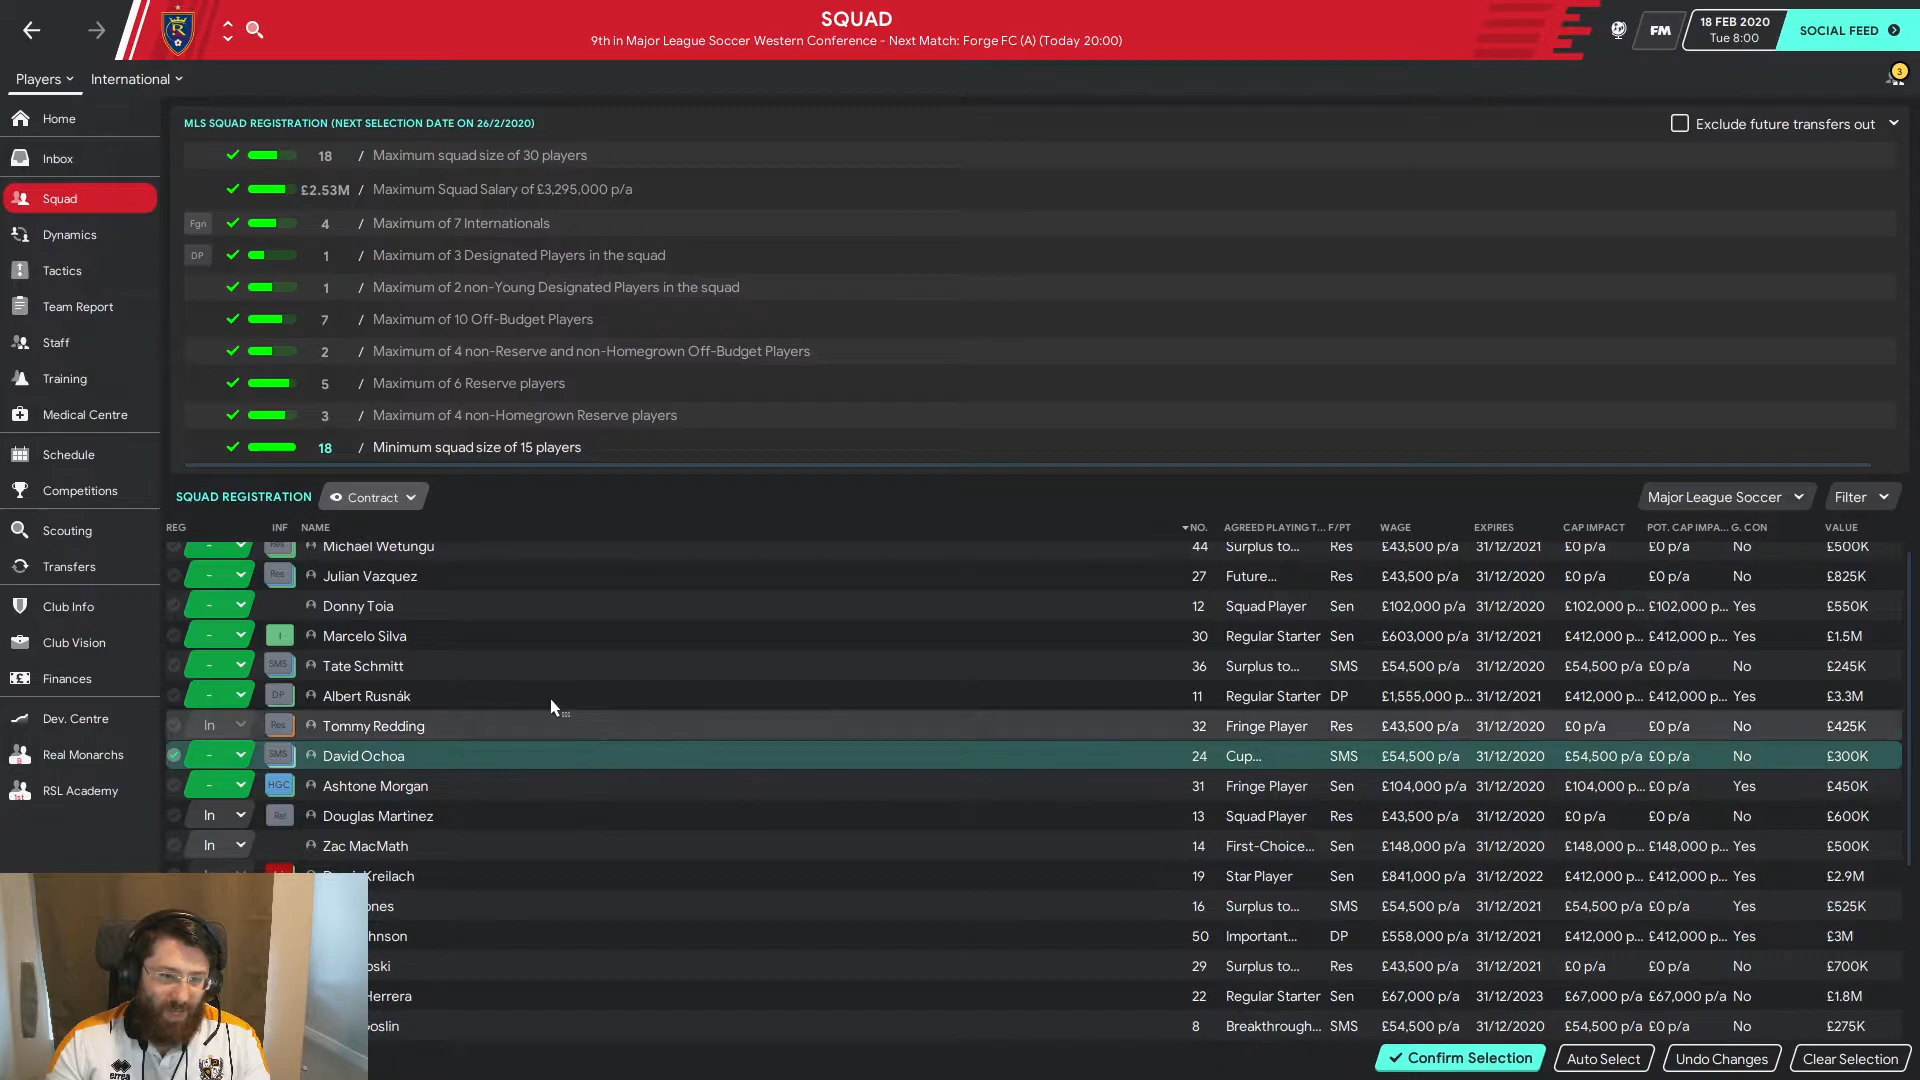 SQUAD
9th in Major League Soccer Western Conference - Next Match: Forge FC (A) (Today 20:00)
FM
18 FEB 2020
Tue 8:00
SOCIAL FEED
Players
International
3
Home
Inbox
Squad
Dynamics
Tactics
Team Report
Staff
Training
Medical Centre
Schedule
Competitions
Scouting
Transfers
Club Info
Club Vision
Finances
Dev. Centre
Real Monarchs
RSL Academy
MLS SQUAD REGISTRATION (NEXT SELECTION DATE ON 26/2/2020)
Exclude future transfers out
18 / Maximum squad size of 30 players
£2.53M / Maximum Squad Salary of £3,295,000 p/a
Fgn 4 / Maximum of 7 Internationals
DP 1 / Maximum of 3 Designated Players in the squad
1 / Maximum of 2 non-Young Designated Players in the squad
7 / Maximum of 10 Off-Budget Players
2 / Maximum of 4 non-Reserve and non-Homegrown Off-Budget Players
5 / Maximum of 6 Reserve players
3 / Maximum of 4 non-Homegrown Reserve players
18 / Minimum squad size of 15 players
SQUAD REGISTRATION
Contract
Major League Soccer
Filter
REG INF NAME NO. AGREED PLAYING T... F/PT WAGE EXPIRES CAP IMPACT POT. CAP IMPA... G. CON VALUE
- Res Michael Wetungu 44 Surplus to... Res £43,500 p/a 31/12/2021 £0 p/a £0 p/a No £500K
- Res Julian Vazquez 27 Future... Res £43,500 p/a 31/12/2020 £0 p/a £0 p/a No £825K
- Donny Toia 12 Squad Player Sen £102,000 p/a 31/12/2020 £102,000 p... £102,000 p... Yes £550K
- I Marcelo Silva 30 Regular Starter Sen £603,000 p/a 31/12/2021 £412,000 p... £412,000 p... Yes £1.5M
- SMS Tate Schmitt 36 Surplus to... SMS £54,500 p/a 31/12/2020 £54,500 p/a £0 p/a No £245K
- DP Albert Rusnák 11 Regular Starter DP £1,555,000 p... 31/12/2021 £412,000 p... £412,000 p... Yes £3.3M
In Res Tommy Redding 32 Fringe Player Res £43,500 p/a 31/12/2020 £0 p/a £0 p/a No £425K
- SMS David Ochoa 24 Cup... SMS £54,500 p/a 31/12/2020 £54,500 p/a £0 p/a No £300K
- HGC Ashtone Morgan 31 Fringe Player Sen £104,000 p/a 31/12/2020 £104,000 p... £0 p/a Yes £450K
In Rel Douglas Martinez 13 Squad Player Res £43,500 p/a 31/12/2020 £0 p/a £0 p/a No £600K
In Zac MacMath 14 First-Choice... Sen £148,000 p/a 31/12/2020 £148,000 p... £148,000 p... Yes £500K
Kreilach 19 Star Player Sen £841,000 p/a 31/12/2022 £412,000 p... £412,000 p... Yes £2.9M
ones 16 Surplus to... SMS £54,500 p/a 31/12/2021 £54,500 p/a £0 p/a Yes £525K
hnson 50 Important... DP £558,000 p/a 31/12/2021 £412,000 p... £412,000 p... Yes £3M
oski 29 Surplus to... Res £43,500 p/a 31/12/2021 £0 p/a £0 p/a No £700K
Herrera 22 Regular Starter Sen £67,000 p/a 31/12/2023 £67,000 p/a £67,000 p/a No £1.8M
oslin 8 Breakthrough... SMS £54,500 p/a 31/12/2020 £54,500 p/a £0 p/a No £275K
Confirm Selection
Auto Select
Undo Changes
Clear Selection
errea